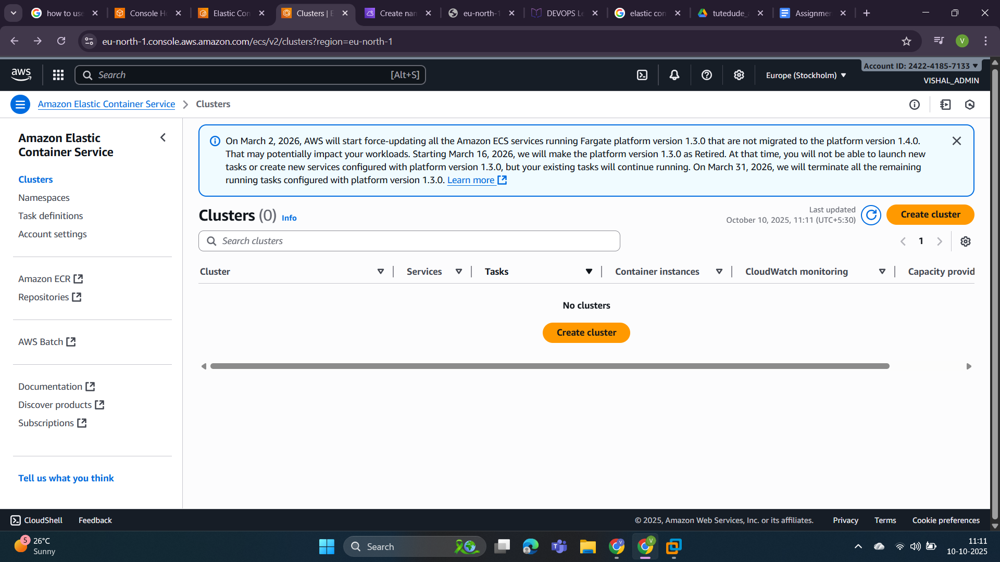 how to use
Console H
Elastic Con
Clusters | E
Create nan
eu-north-1
DEVOPS Le
elastic con
tutedude_a
Assignmen
eu-north-1.console.aws.amazon.com/ecs/v2/clusters?region=eu-north-1
V
aws
Search
[Alt+S]
Europe (Stockholm)
Account ID: 2422-4185-7133
VISHAL_ADMIN
Amazon Elastic Container Service
Clusters
Amazon Elastic
Container Service
Clusters
Namespaces
Task definitions
Account settings
Amazon ECR
Repositories
AWS Batch
Documentation
Discover products
Subscriptions
Tell us what you think
On March 2, 2026, AWS will start force-updating all the Amazon ECS services running Fargate platform version 1.3.0 that are not migrated to the platform version 1.4.0.
That may potentially impact your workloads. Starting March 16, 2026, we will make the platform version 1.3.0 as Retired. At that time, you will not be able to launch new
tasks or create new services configured with platform version 1.3.0, but your existing tasks will continue running. On March 31, 2026, we will terminate all the remaining
running tasks configured with platform version 1.3.0. Learn more
Clusters (0) Info
Last updated
October 10, 2025, 11:11 (UTC+5:30)
Create cluster
Search clusters
1
Cluster
Services
Tasks
Container instances
CloudWatch monitoring
Capacity provid
No clusters
Create cluster
CloudShell
Feedback
© 2025, Amazon Web Services, Inc. or its affiliates.
Privacy
Terms
Cookie preferences
5
26°C
Sunny
Search
V
V
11:11
10-10-2025